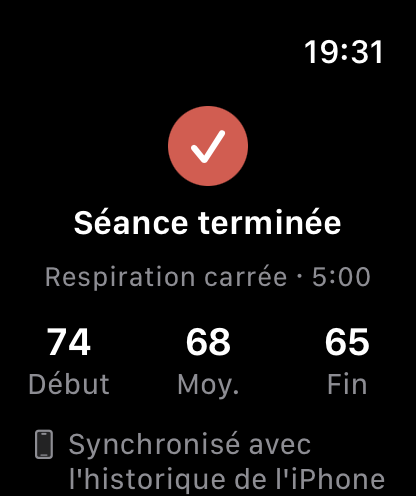 19:31
Séance terminée
Respiration carrée · 5:00
74 68 65
Début Moy. Fin
Synchronisé avec
l'historique de l'iPhone